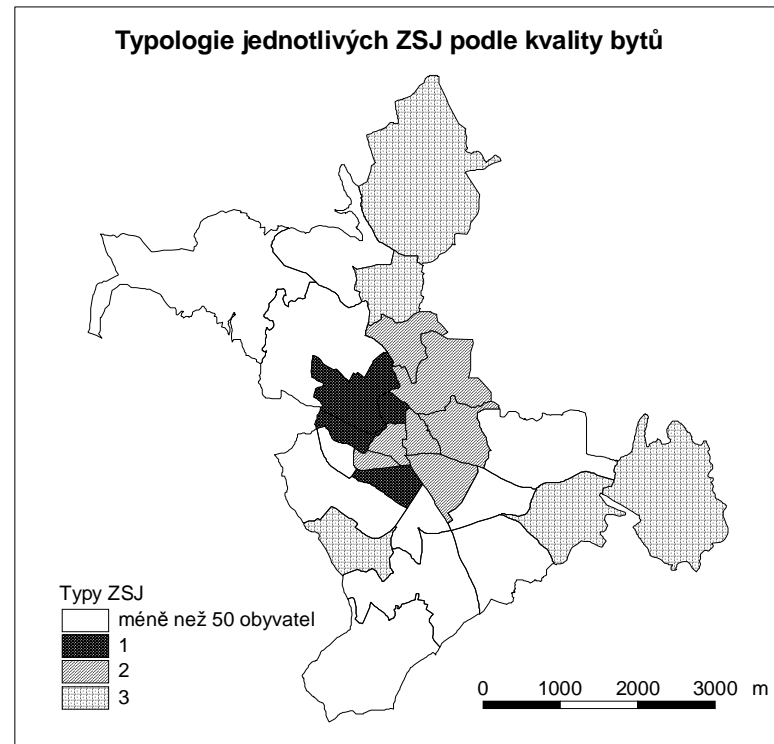 Typologie jednotlivých ZSJ podle kvality bytů
Typy ZSJ
méně než 50 obyvatel
1
2
3
0 1000 2000 3000 m